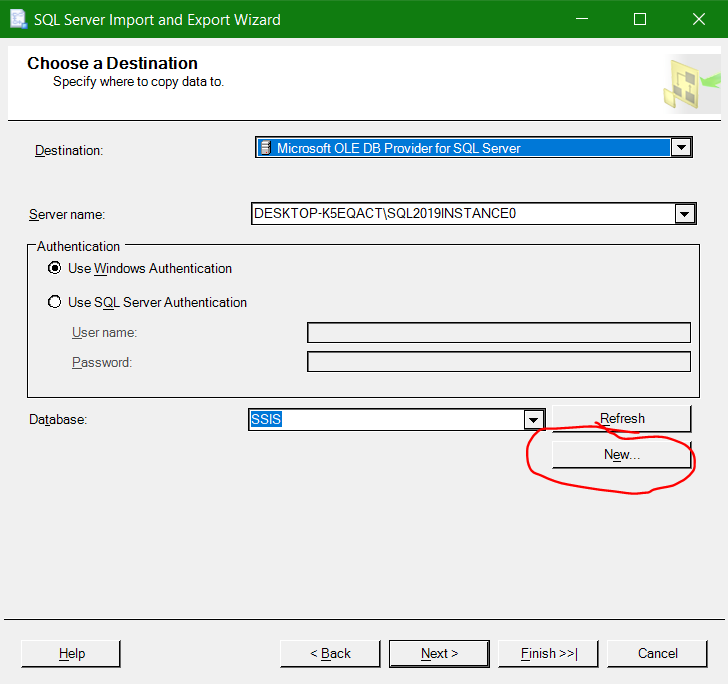 SQL Server Import and Export Wizard
Choose a Destination
Specify where to copy data to.
Destination: Microsoft OLE DB Provider for SQL Server
Server name: DESKTOP-K5EQACT\SQL2019INSTANCE0
Authentication
Use Windows Authentication
Use SQL Server Authentication
User name:
Password:
Database: SSIS Refresh
New...
Help < Back Next > Finish >>| Cancel